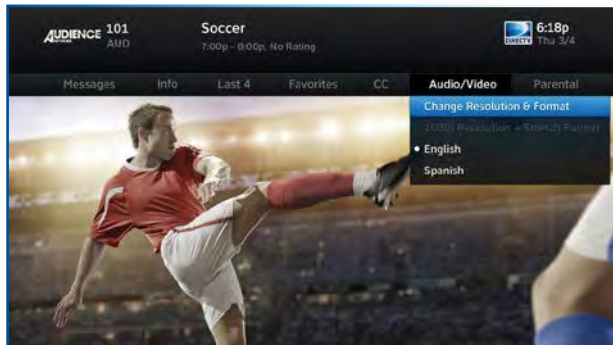 AUDIENCE NETWORK
101
AUD
Soccer
7:00p - 8:00p, No Rating
DIRECTV
6:18p
Thu 3/4
Messages Info Last 4 Favorites CC Audio/Video Parental
Change Resolution & Format
1080i Resolution + Stretch Format
English
Spanish